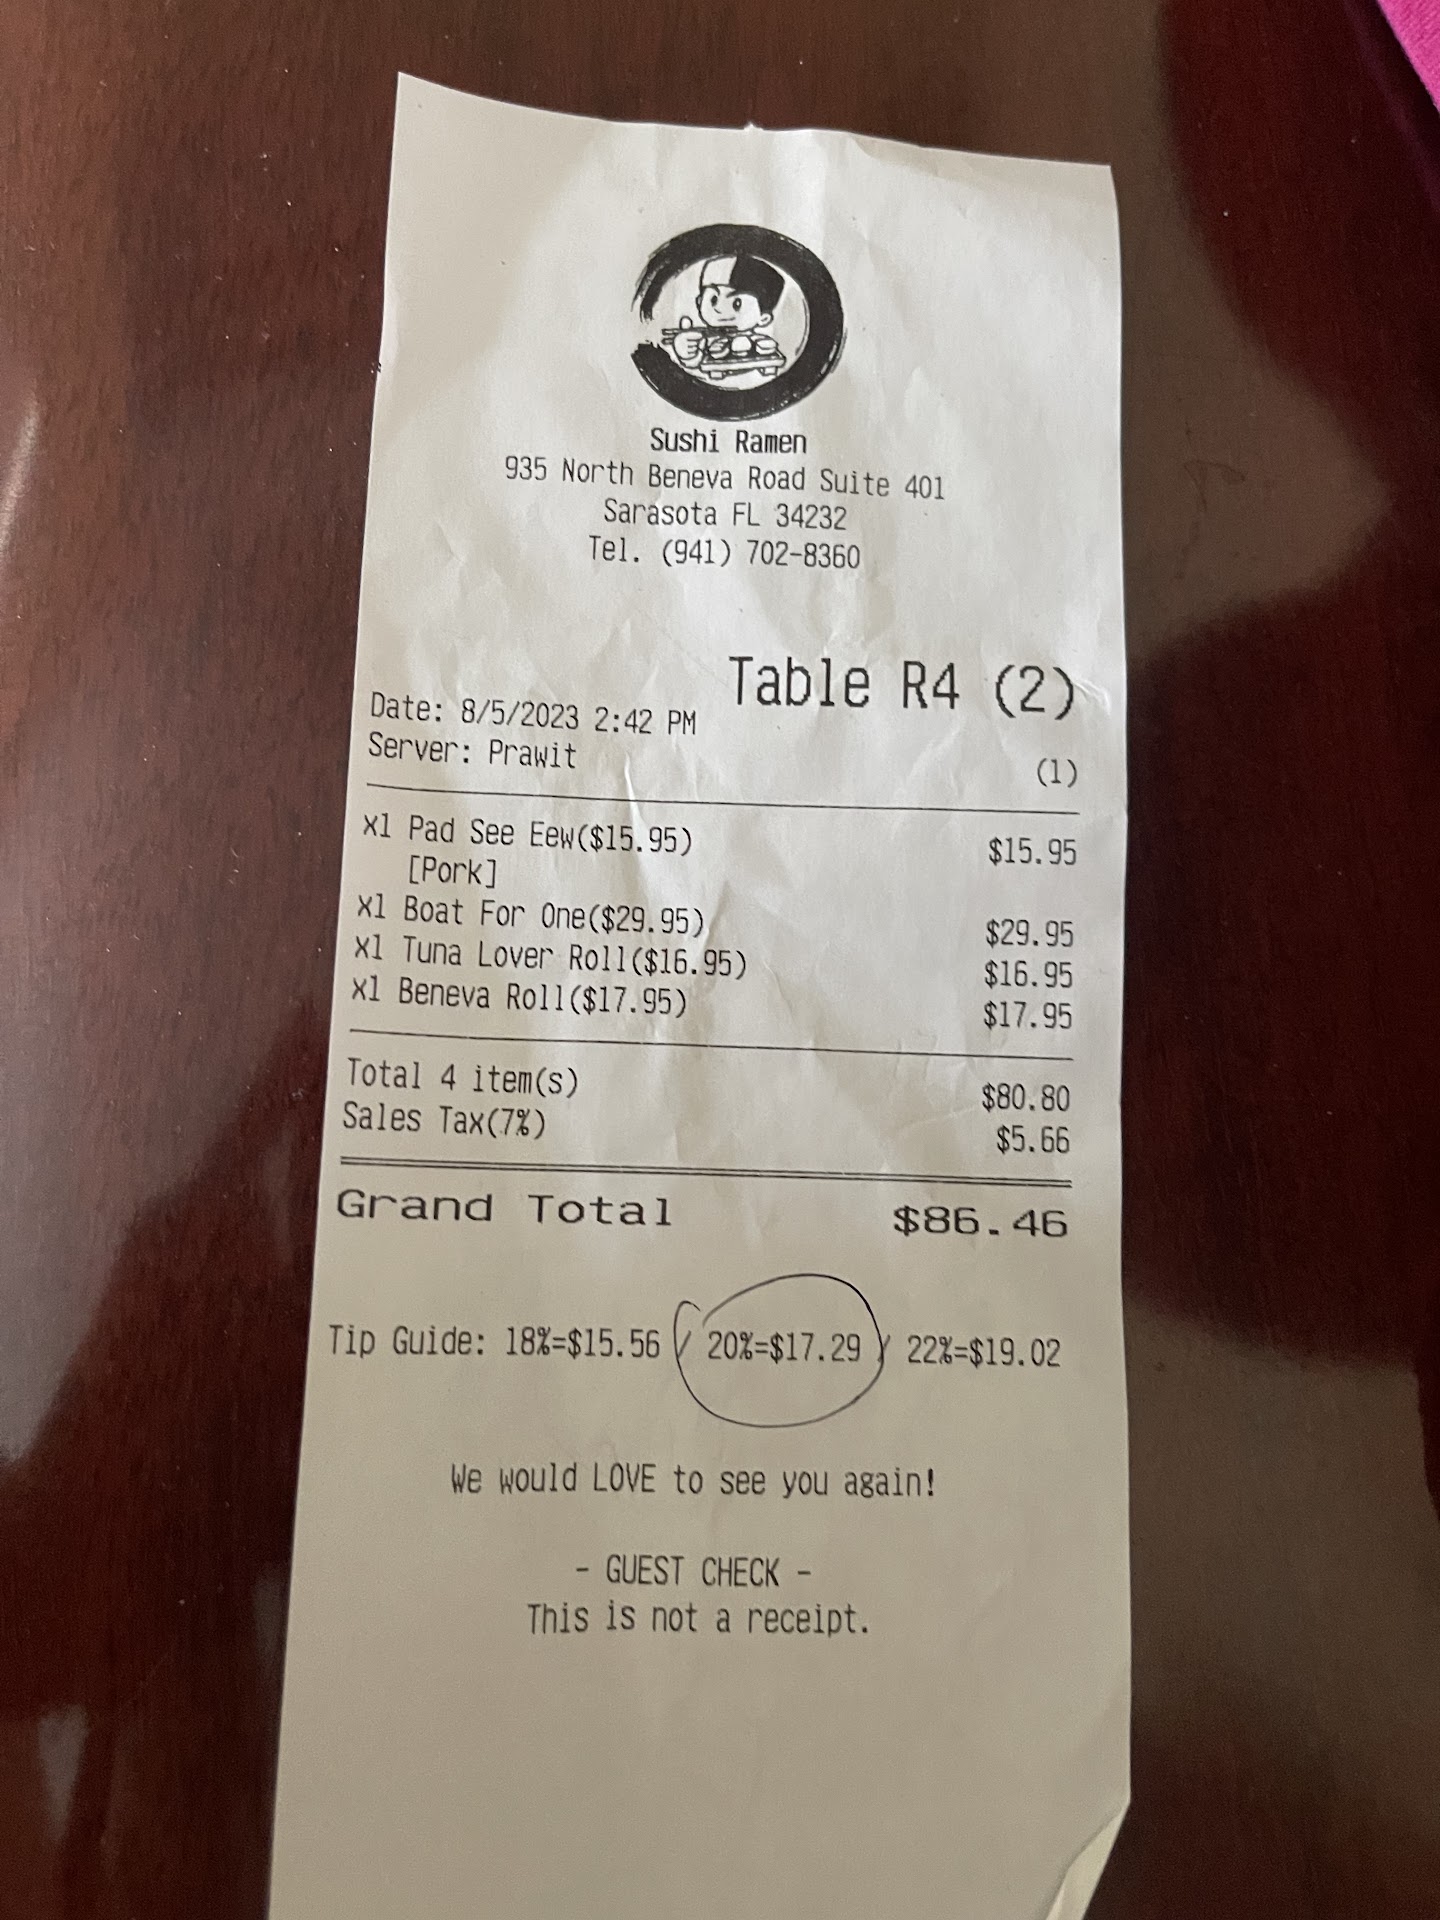 Sushi Ramen
935 North Beneva Road Suite 401
Sarasota FL 34232
Tel. (941) 702-8360
Table R4 (2)
Date: 8/5/2023 2:42 PM
Server: Prawit (1)
x1 Pad See Eew($15.95) $15.95
[Pork]
x1 Boat For One($29.95) $29.95
x1 Tuna Lover Roll($16.95) $16.95
x1 Beneva Roll($17.95) $17.95
Total 4 item(s) $80.80
Sales Tax(7%) $5.66
Grand Total $86.46
Tip Guide: 18%=$15.56 / 20%=$17.29 / 22%=$19.02
We would LOVE to see you again!
- GUEST CHECK -
This is not a receipt.